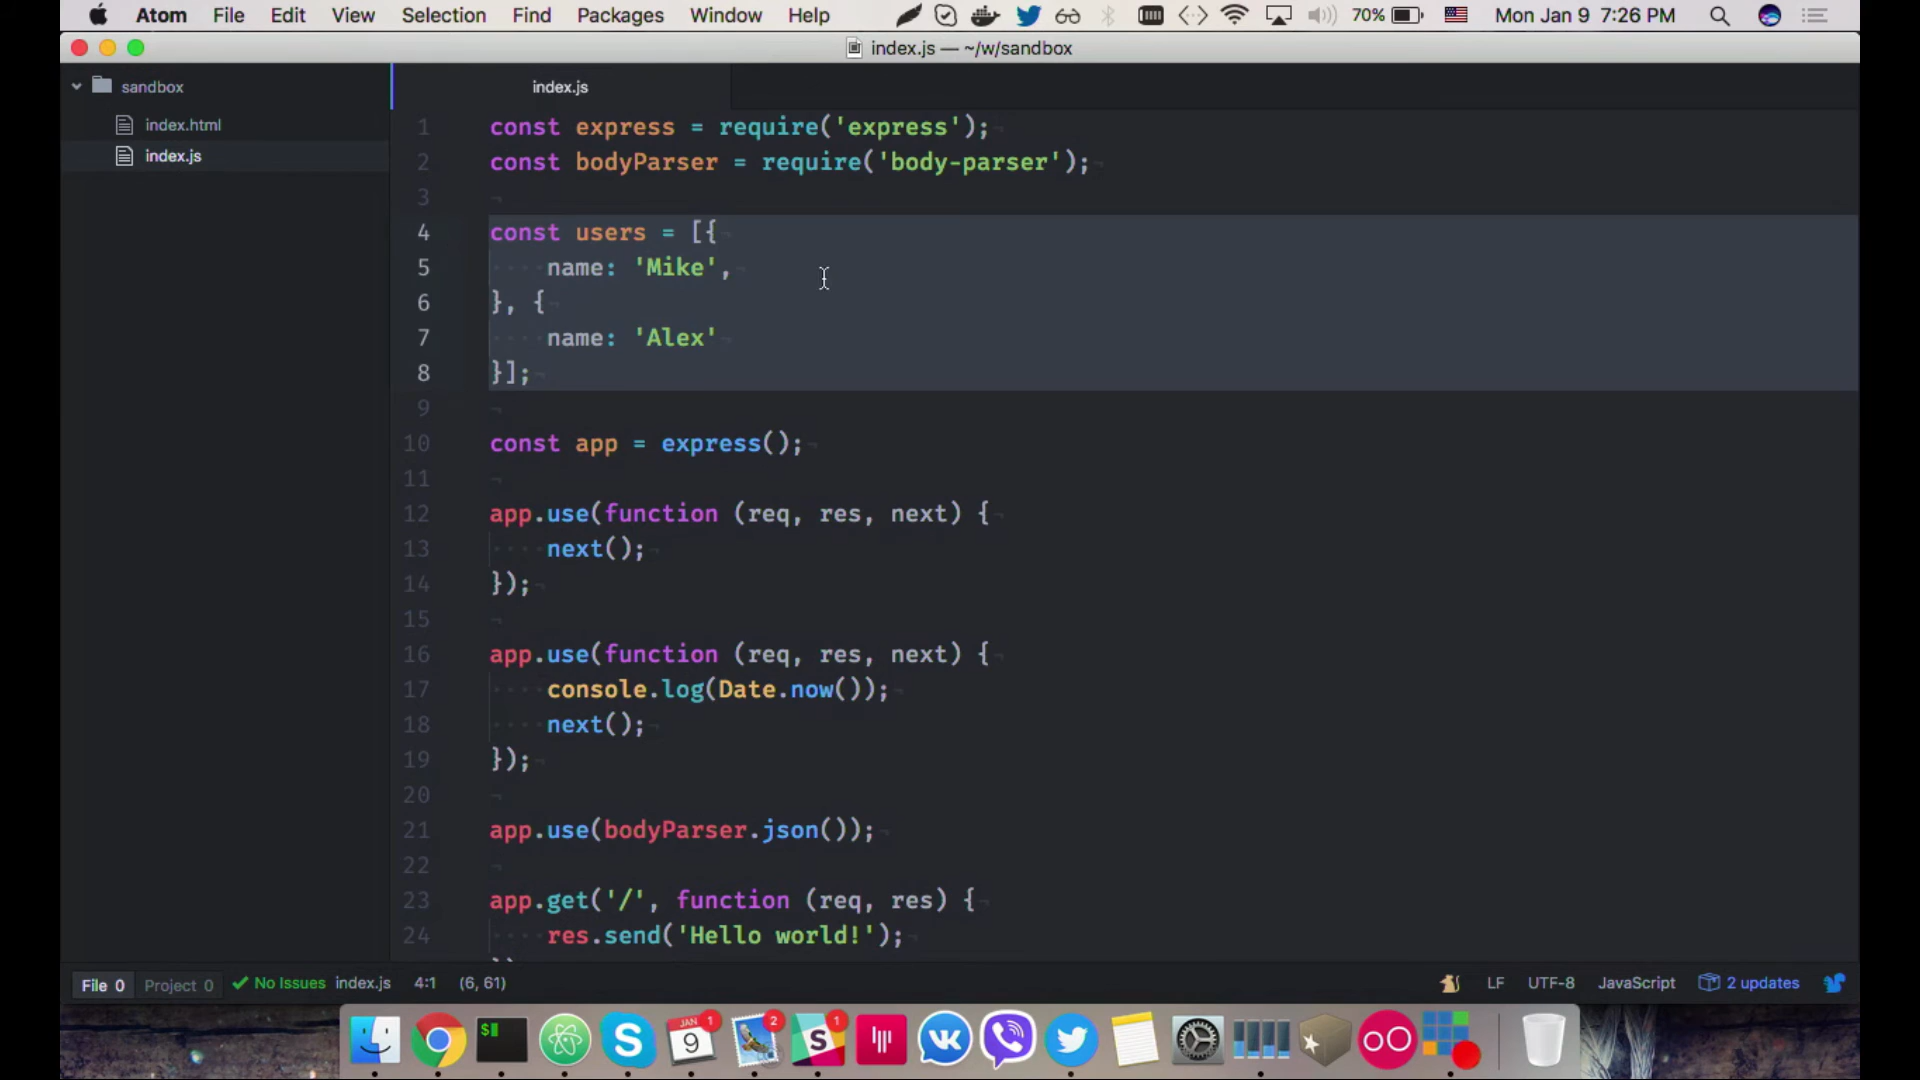 Atom File Edit View Selection Find Packages Window Help 70% Mon Jan 9 7:26 PM
index.js — ~/w/sandbox
sandbox
index.html
index.js
index.js
1 const express = require('express');
2 const bodyParser = require('body-parser');
3
4 const users = [{
5 name: 'Mike',
6 }, {
7 name: 'Alex'
8 }];
9
10 const app = express();
11
12 app.use(function (req, res, next) {
13 next();
14 });
15
16 app.use(function (req, res, next) {
17 console.log(Date.now());
18 next();
19 });
20
21 app.use(bodyParser.json());
22
23 app.get('/', function (req, res) {
24 res.send('Hello world!');
File 0 Project 0 No Issues index.js 4:1 (6, 61) LF UTF-8 JavaScript 2 updates
$
S
JAN
9
1
2
S
1
VK